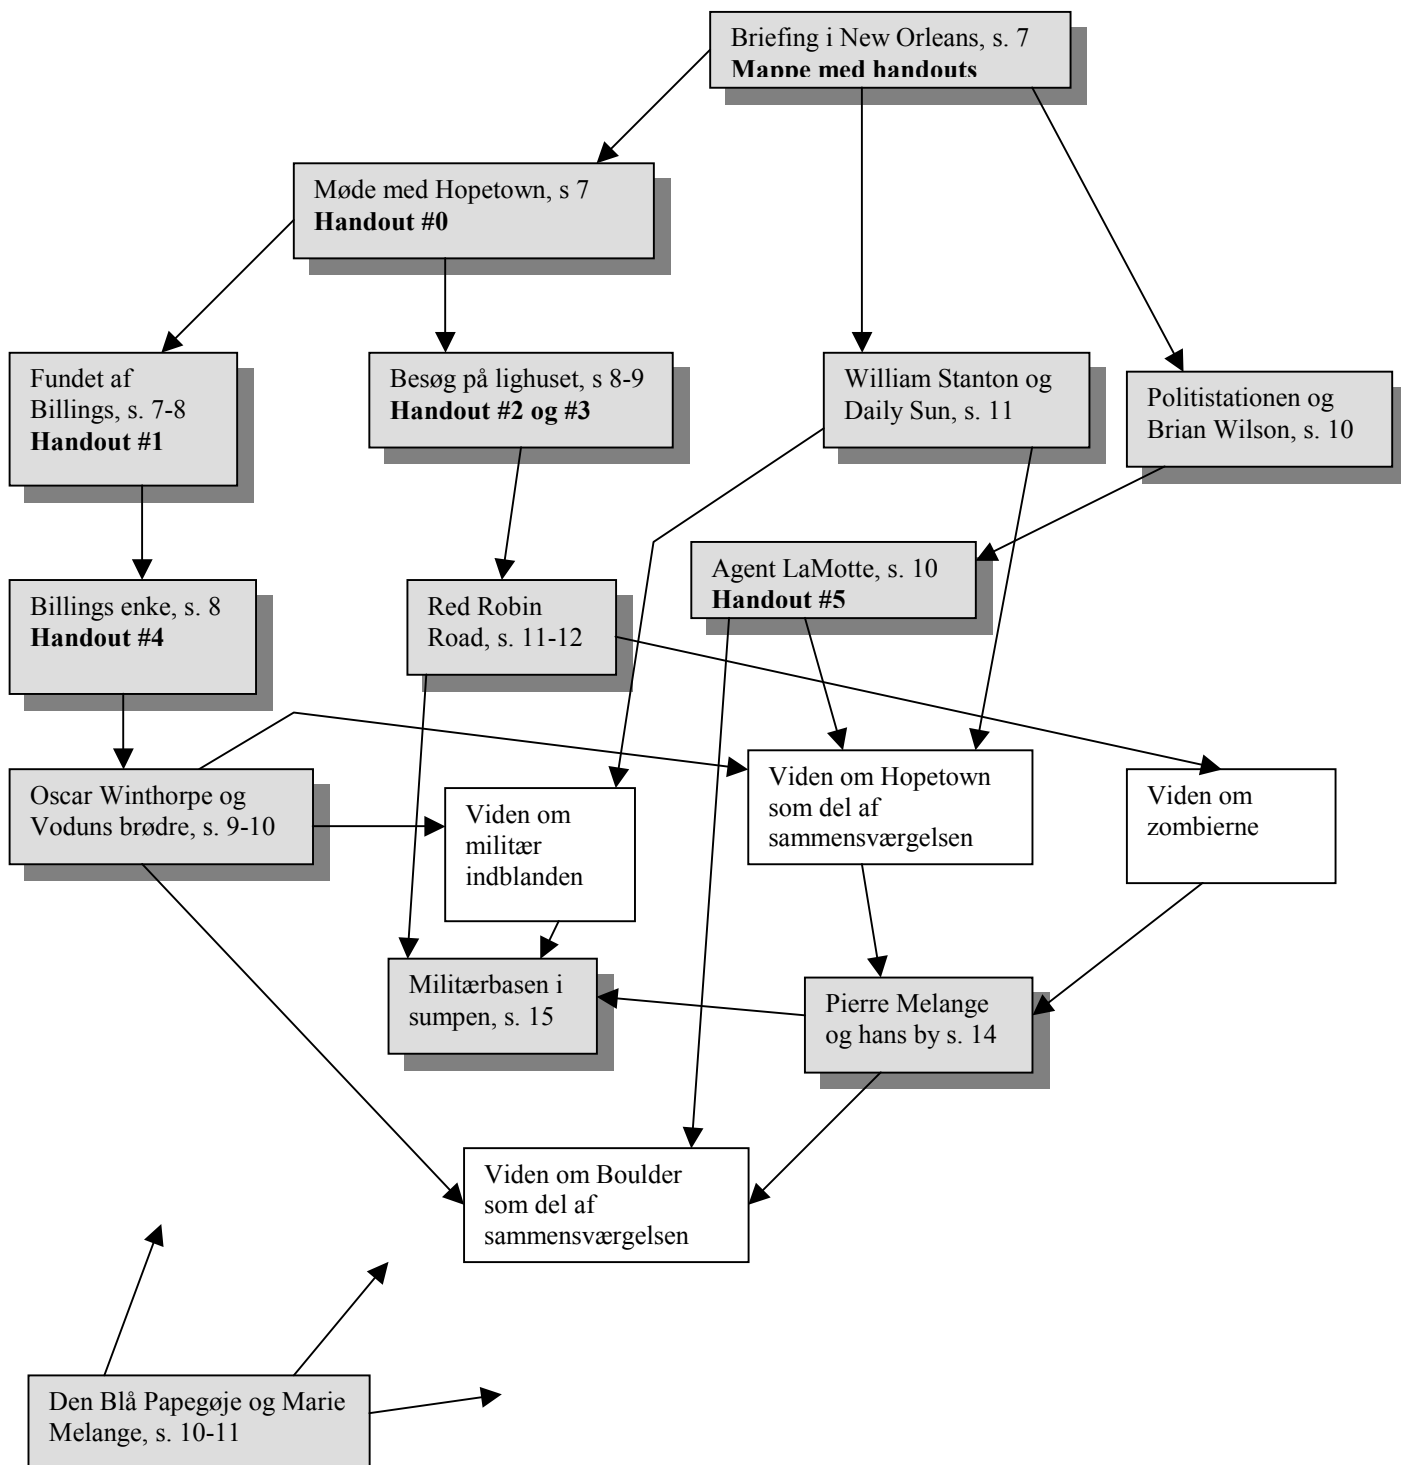 Briefing i New Orleans, s. 7
Mappe med handouts
Møde med Hopetown, s 7
Handout #0
Fundet af
Billings, s. 7-8
Handout #1
Besøg på lighuset, s 8-9
Handout #2 og #3
William Stanton og
Daily Sun, s. 11
Politistationen og
Brian Wilson, s. 10
Billings enke, s. 8
Handout #4
Red Robin
Road, s. 11-12
Agent LaMotte, s. 10
Handout #5
Oscar Winthorpe og
Voduns brødre, s. 9-10
Viden om
militær
indblanden
Viden om Hopetown
som del af
sammensværgelsen
Viden om
zombierne
Militærbasen i
sumpen, s. 15
Pierre Melange
og hans by s. 14
Viden om Boulder
som del af
sammensværgelsen
Den Blå Papegøje og Marie
Melange, s. 10-11